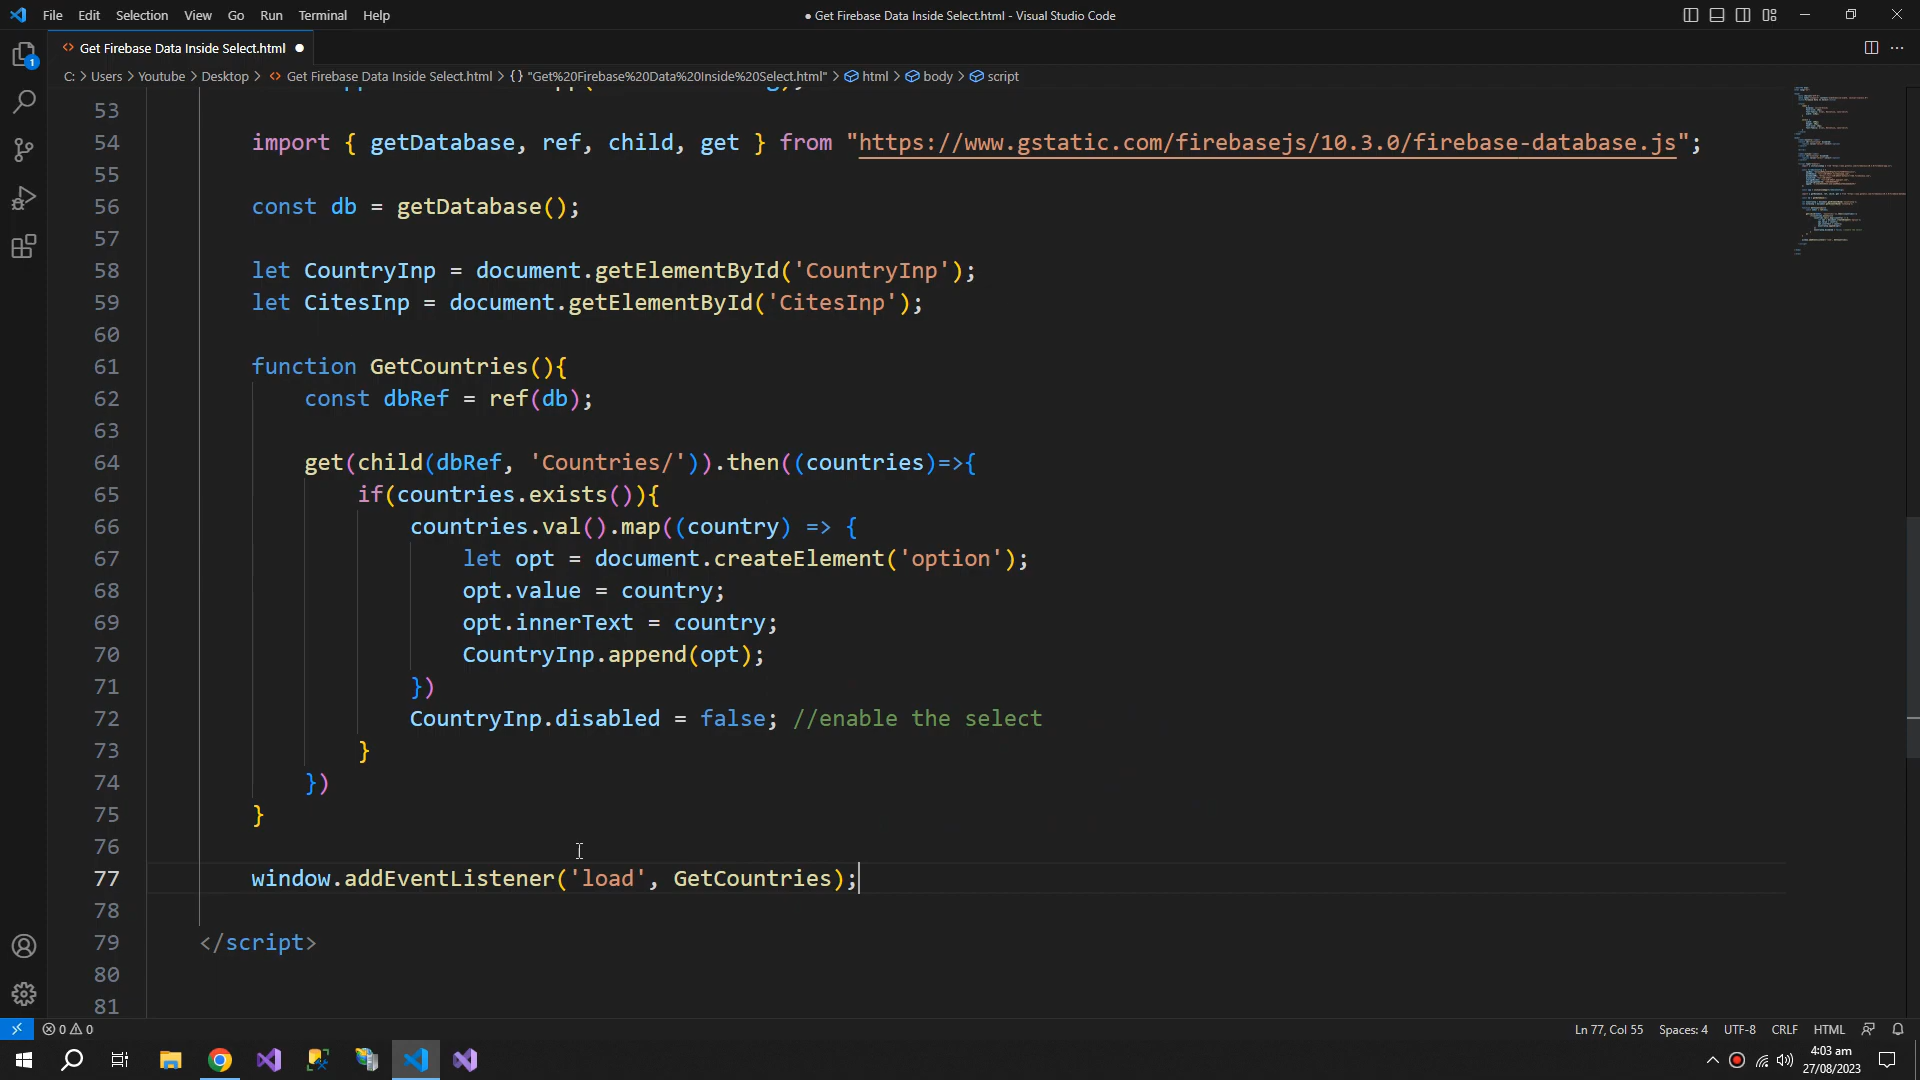 File Edit Selection View Go Run Terminal Help
● Get Firebase Data Inside Select.html - Visual Studio Code
<> Get Firebase Data Inside Select.html ●
C: > Users > Youtube > Desktop > <> Get Firebase Data Inside Select.html > {} "Get%20Firebase%20Data%20Inside%20Select.html" > html > body > script
53
54 import { getDatabase, ref, child, get } from "https://www.gstatic.com/firebasejs/10.3.0/firebase-database.js";
55
56 const db = getDatabase();
57
58 let CountryInp = document.getElementById('CountryInp');
59 let CitesInp = document.getElementById('CitesInp');
60
61 function GetCountries(){
62 const dbRef = ref(db);
63
64 get(child(dbRef, 'Countries/')).then((countries)=>{
65 if(countries.exists()){
66 countries.val().map((country) => {
67 let opt = document.createElement('option');
68 opt.value = country;
69 opt.innerText = country;
70 CountryInp.append(opt);
71 })
72 CountryInp.disabled = false; //enable the select
73 }
74 })
75 }
76
77 window.addEventListener('load', GetCountries);
78
79 </script>
80
81
1
0 0
Ln 77, Col 55 Spaces: 4 UTF-8 CRLF HTML
4:03 am
27/08/2023